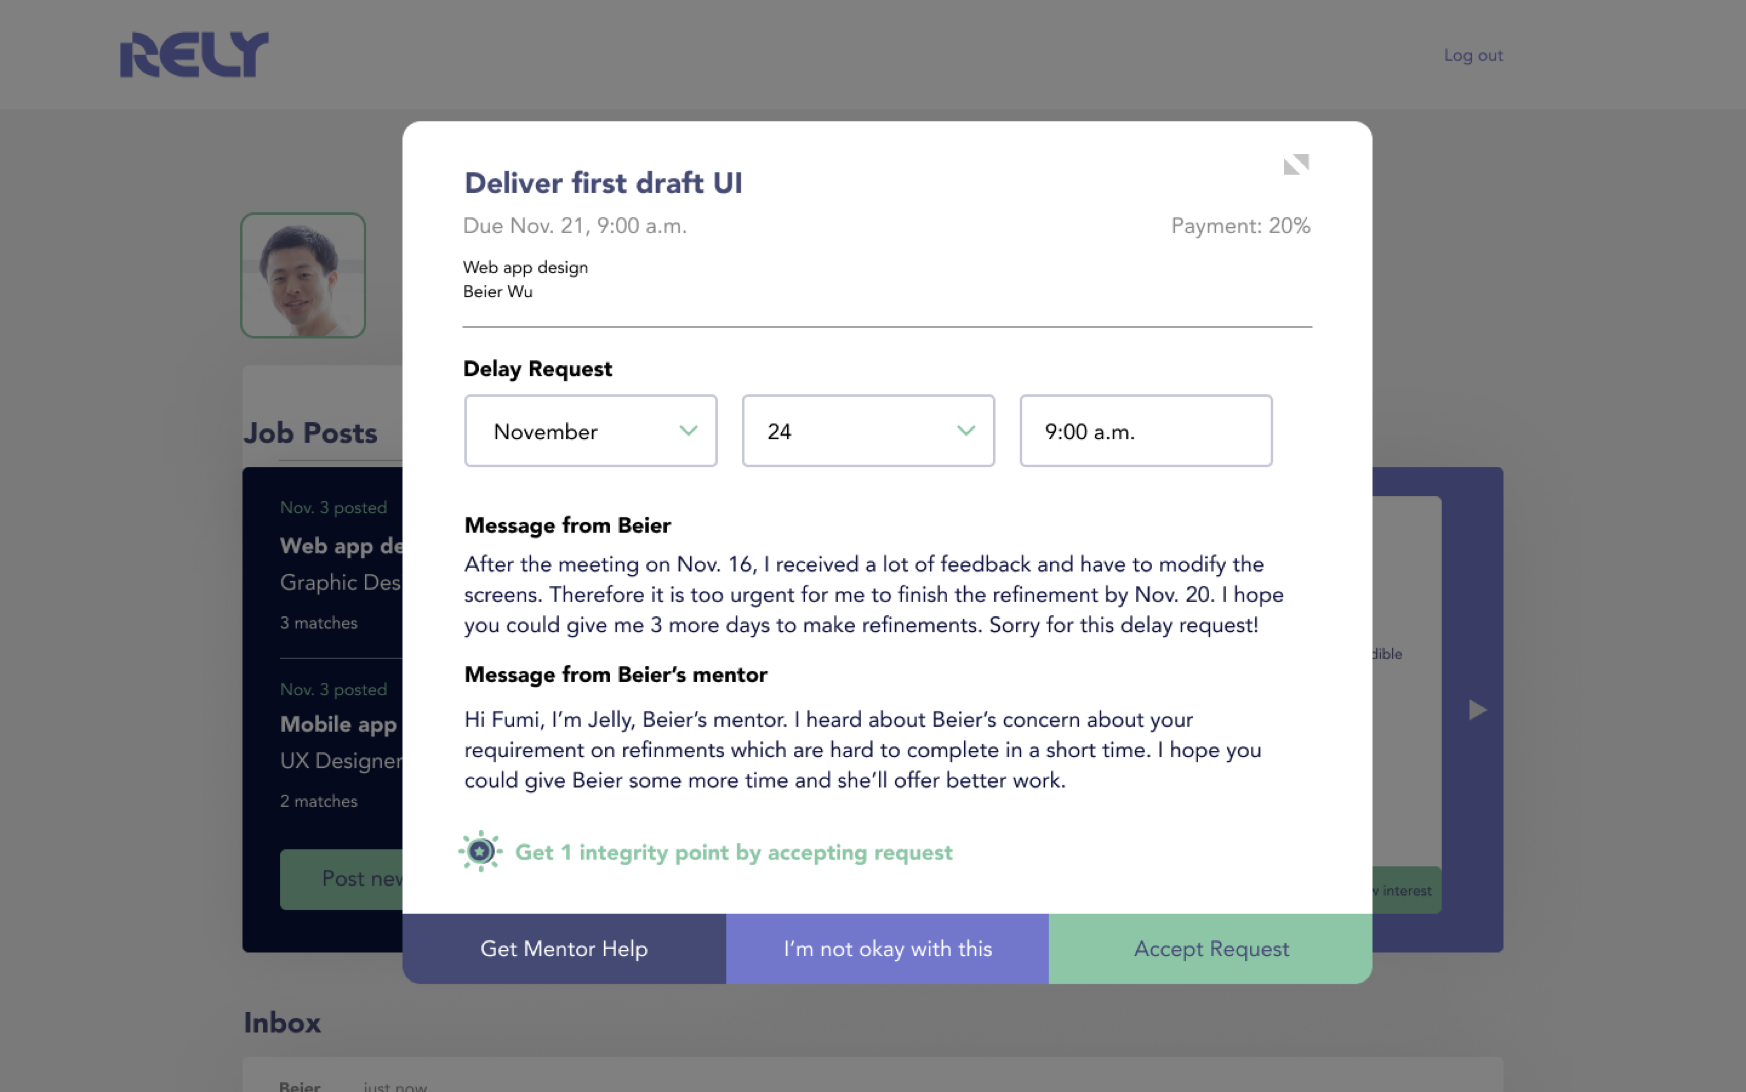 RELY
Log out
Deliver first draft UI
Due Nov. 21, 9:00 a.m.
Payment: 20%
Web app design
Beier Wu
Delay Request
November
24
9:00 a.m.
Message from Beier
After the meeting on Nov. 16, I received a lot of feedback and have to modify the
screens. Therefore it is too urgent for me to finish the refinement by Nov. 20. I hope
you could give me 3 more days to make refinements. Sorry for this delay request!
Message from Beier’s mentor
Hi Fumi, I’m Jelly, Beier’s mentor. I heard about Beier’s concern about your
requirement on refinments which are hard to complete in a short time. I hope you
could give Beier some more time and she’ll offer better work.
Get 1 integrity point by accepting request
Get Mentor Help
I’m not okay with this
Accept Request
Job Posts
Nov. 3 posted
Web app de
Graphic Des
3 matches
Nov. 3 posted
Mobile app
UX Designer
2 matches
Post new
dible
interest
Inbox
Beier
just now